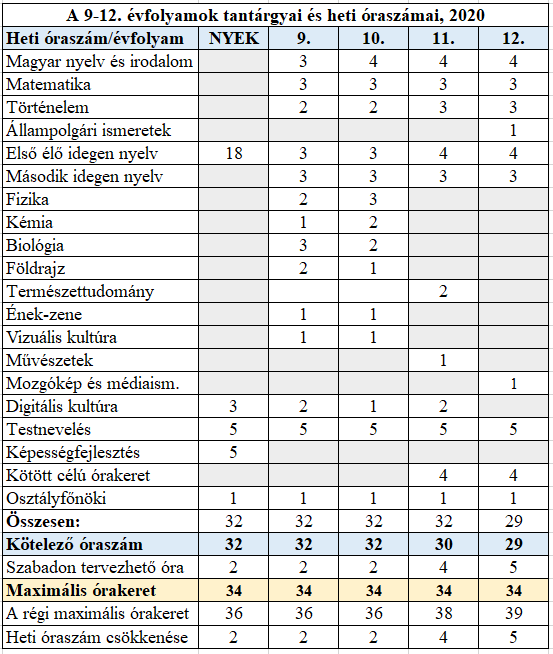 A 9-12. évfolyamok tantárgyai és heti óraszámai, 2020
Heti óraszám/évfolyam NYEK 9. 10. 11. 12.
Magyar nyelv és irodalom 3 4 4 4
Matematika 3 3 3 3
Történelem 2 2 3 3
Állampolgári ismeretek 1
Első élő idegen nyelv 18 3 3 4 4
Második idegen nyelv 3 3 3 3
Fizika 2 3
Kémia 1 2
Biológia 3 2
Földrajz 2 1
Természettudomány 2
Ének-zene 1 1
Vizuális kultúra 1 1
Művészetek 1
Mozgókép és médiaism. 1
Digitális kultúra 3 2 1 2
Testnevelés 5 5 5 5 5
Képességfejlesztés 5
Kötött célú órakeret 4 4
Osztályfőnöki 1 1 1 1 1
Összesen: 32 32 32 32 29
Kötelező óraszám 32 32 32 30 29
Szabadon tervezhető óra 2 2 2 4 5
Maximális órakeret 34 34 34 34 34
A régi maximális órakeret 36 36 36 38 39
Heti óraszám csökkenése 2 2 2 4 5